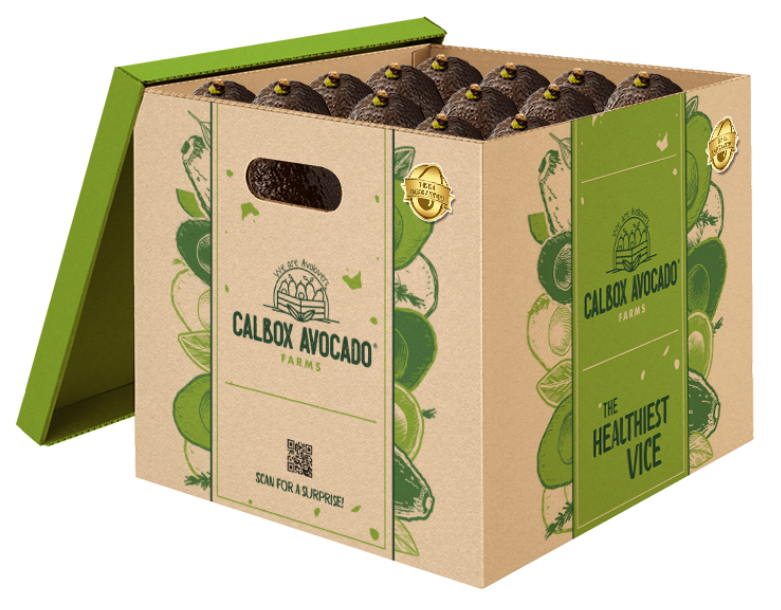 We are Avolovers
CALBOX AVOCADO®
FARMS
SCAN FOR A SURPRISE!
We are Avolovers
CALBOX AVOCADO®
FARMS
THE
HEALTHIEST
VICE